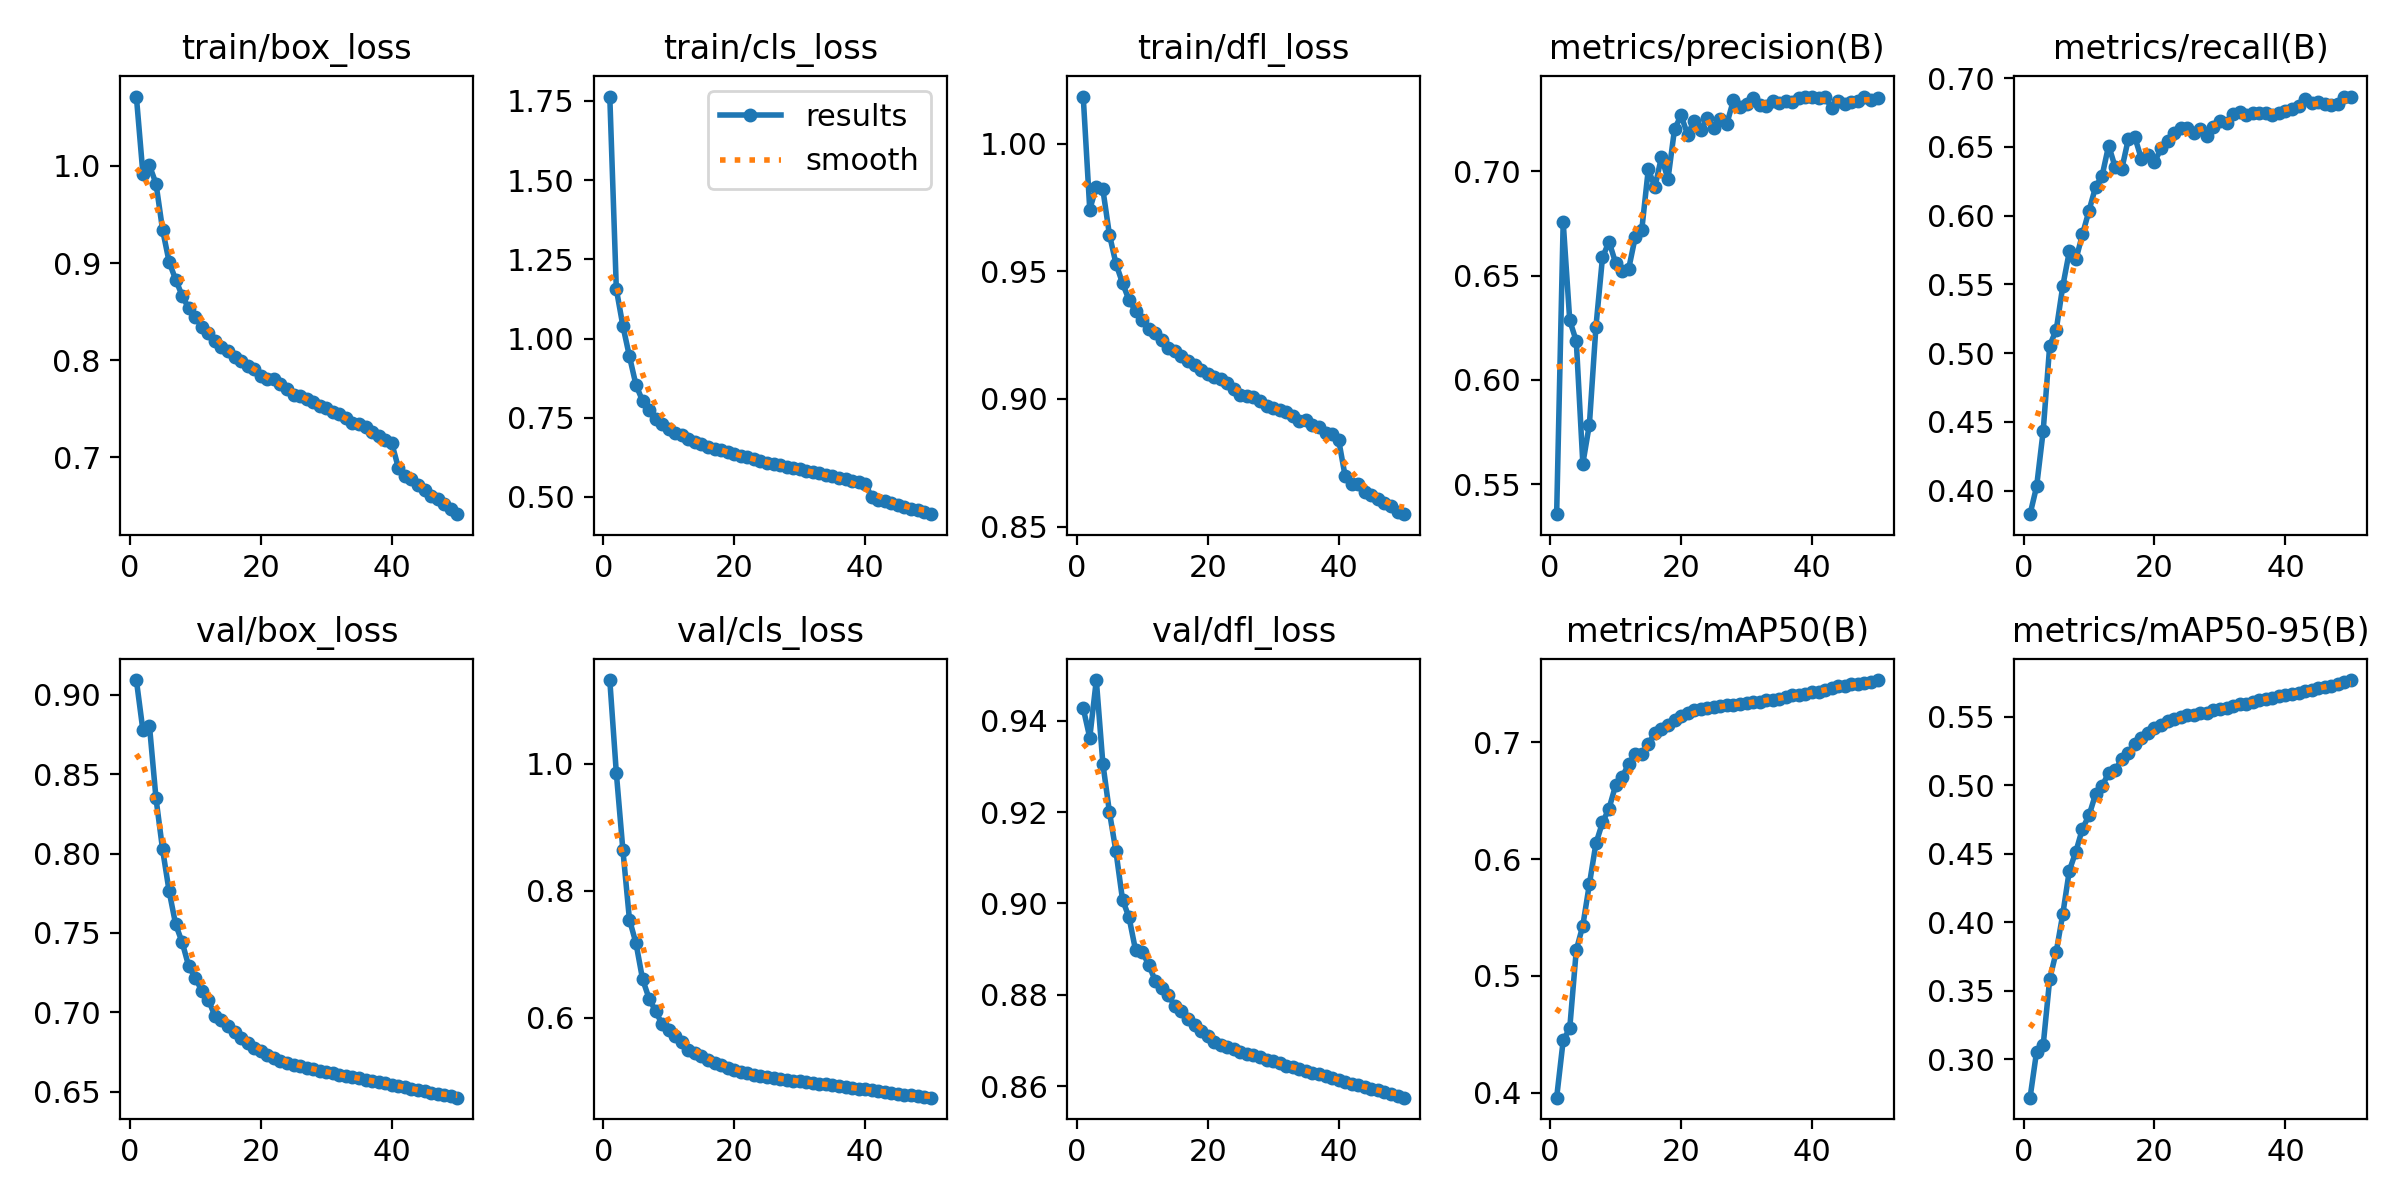 train/box_loss
1.0
0.9
0.8
0.7
0 20 40
train/cls_loss
results
smooth
1.75
1.50
1.25
1.00
0.75
0.50
0 20 40
train/dfl_loss
1.00
0.95
0.90
0.85
0 20 40
metrics/precision(B)
0.70
0.65
0.60
0.55
0 20 40
metrics/recall(B)
0.70
0.65
0.60
0.55
0.50
0.45
0.40
0 20 40
val/box_loss
0.90
0.85
0.80
0.75
0.70
0.65
0 20 40
val/cls_loss
1.0
0.8
0.6
0 20 40
val/dfl_loss
0.94
0.92
0.90
0.88
0.86
0 20 40
metrics/mAP50(B)
0.7
0.6
0.5
0.4
0 20 40
metrics/mAP50-95(B)
0.55
0.50
0.45
0.40
0.35
0.30
0 20 40